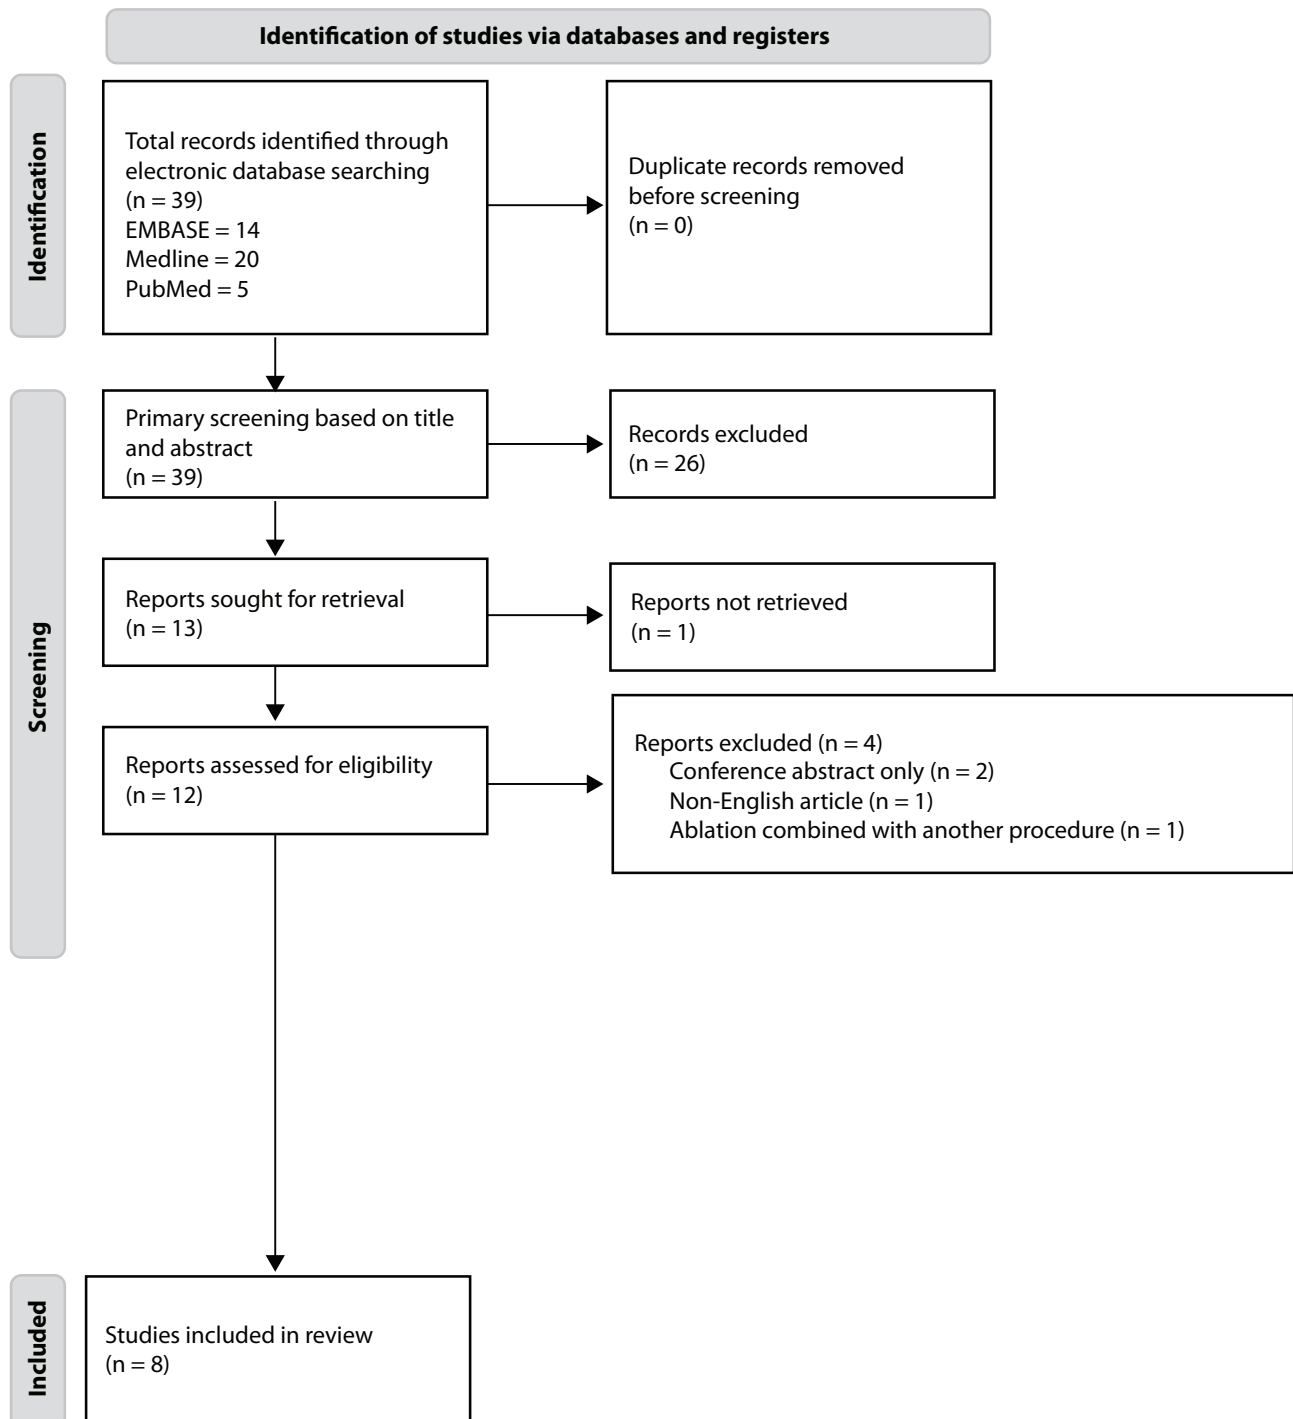 Identification of studies via databases and registers
Identification
Total records identified through
electronic database searching
(n = 39)
EMBASE = 14
Medline = 20
PubMed = 5
Duplicate records removed
before screening
(n = 0)
Screening
Primary screening based on title
and abstract
(n = 39)
Records excluded
(n = 26)
Reports sought for retrieval
(n = 13)
Reports not retrieved
(n = 1)
Reports assessed for eligibility
(n = 12)
Reports excluded (n = 4)
Conference abstract only (n = 2)
Non-English article (n = 1)
Ablation combined with another procedure (n = 1)
Included
Studies included in review
(n = 8)